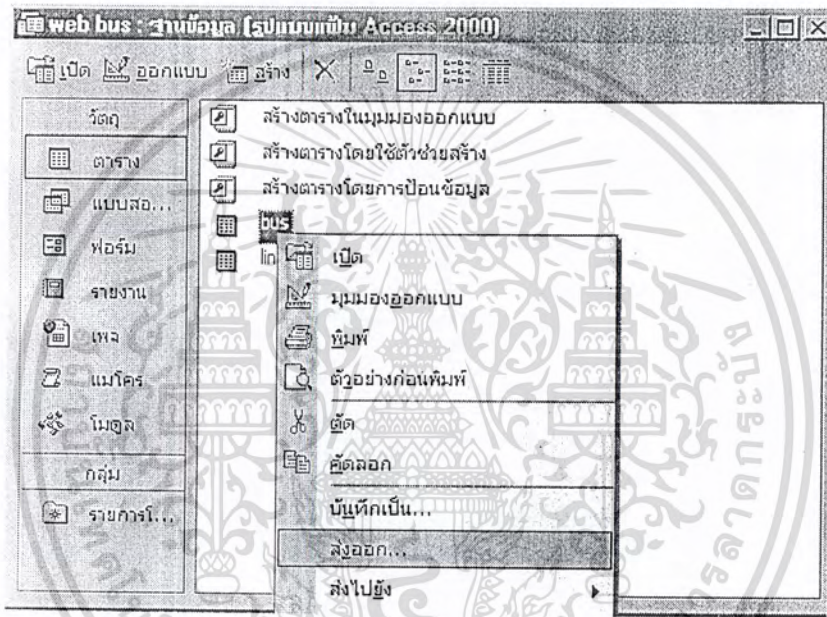 web bus : ฐานข้อมูล (รูปแบบแฟ้ม Access 2000)
เปิด ออกแบบ สร้าง
วัตถุ
ตาราง
แบบสอ...
ฟอร์ม
รายงาน
เพจ
แมโคร
โมดูล
กลุ่ม
รายการโ...
สร้างตารางในมุมมองออกแบบ
สร้างตารางโดยใช้ตัวช่วยสร้าง
สร้างตารางโดยการป้อนข้อมูล
bus
lin
เปิด
มุมมองออกแบบ
พิมพ์
ตัวอย่างก่อนพิมพ์
ตัด
คัดลอก
บันทึกเป็น...
ส่งออก...
ส่งไปยัง